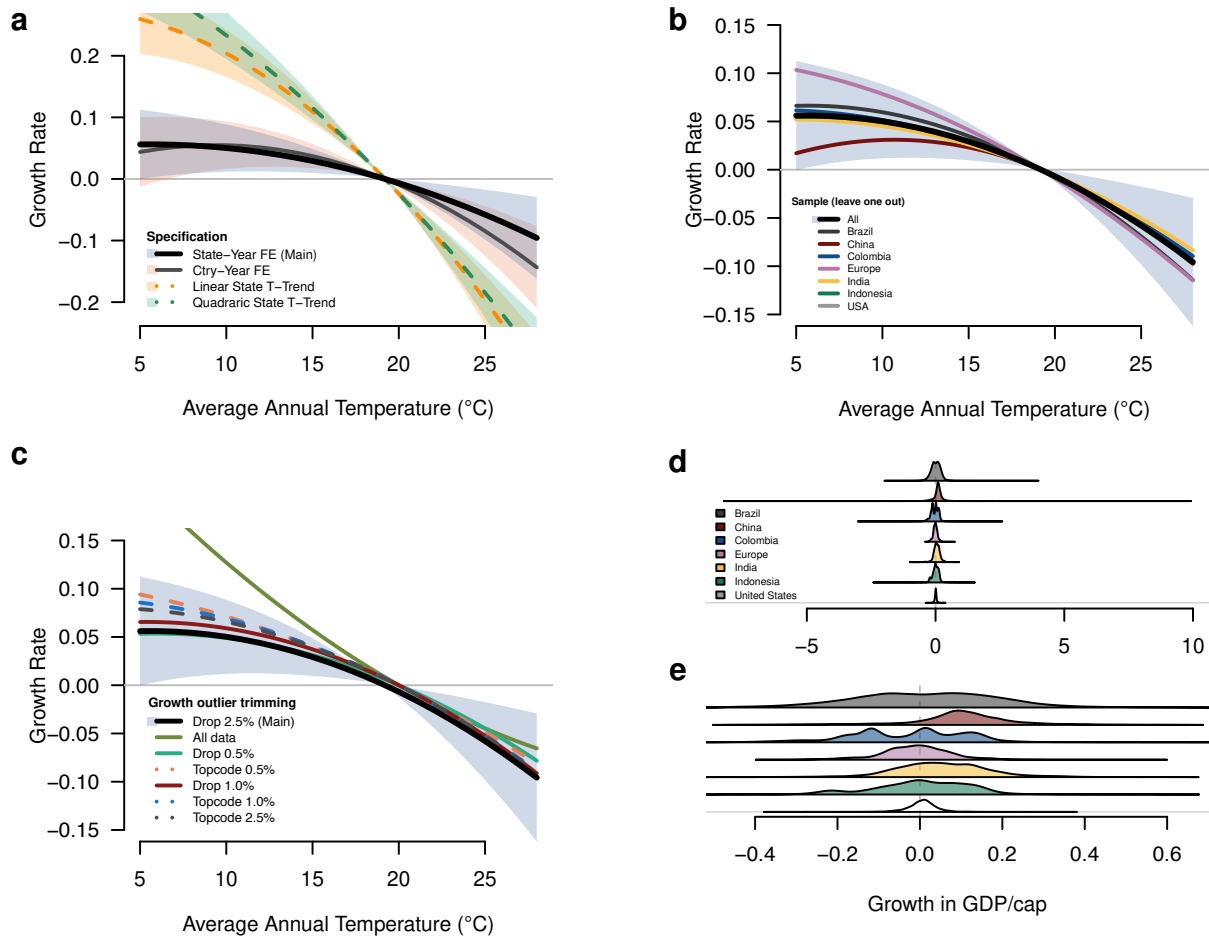 a
0.2
0.1
0.0
−0.1
−0.2
Growth Rate
Specification
State−Year FE (Main)
Ctry−Year FE
Linear State T−Trend
Quadraric State T−Trend
5
10
15
20
25
Average Annual Temperature (°C)
b
0.15
0.10
0.05
0.00
−0.05
−0.10
−0.15
Growth Rate
Sample (leave one out)
All
Brazil
China
Colombia
Europe
India
Indonesia
USA
5
10
15
20
25
Average Annual Temperature (°C)
c
0.15
0.10
0.05
0.00
−0.05
−0.10
−0.15
Growth Rate
Growth outlier trimming
Drop 2.5% (Main)
All data
Drop 0.5%
Topcode 0.5%
Drop 1.0%
Topcode 1.0%
Topcode 2.5%
5
10
15
20
25
Average Annual Temperature (°C)
d
Brazil
China
Colombia
Europe
India
Indonesia
United States
−5
0
5
10
e
−0.4
−0.2
0.0
0.2
0.4
0.6
Growth in GDP/cap